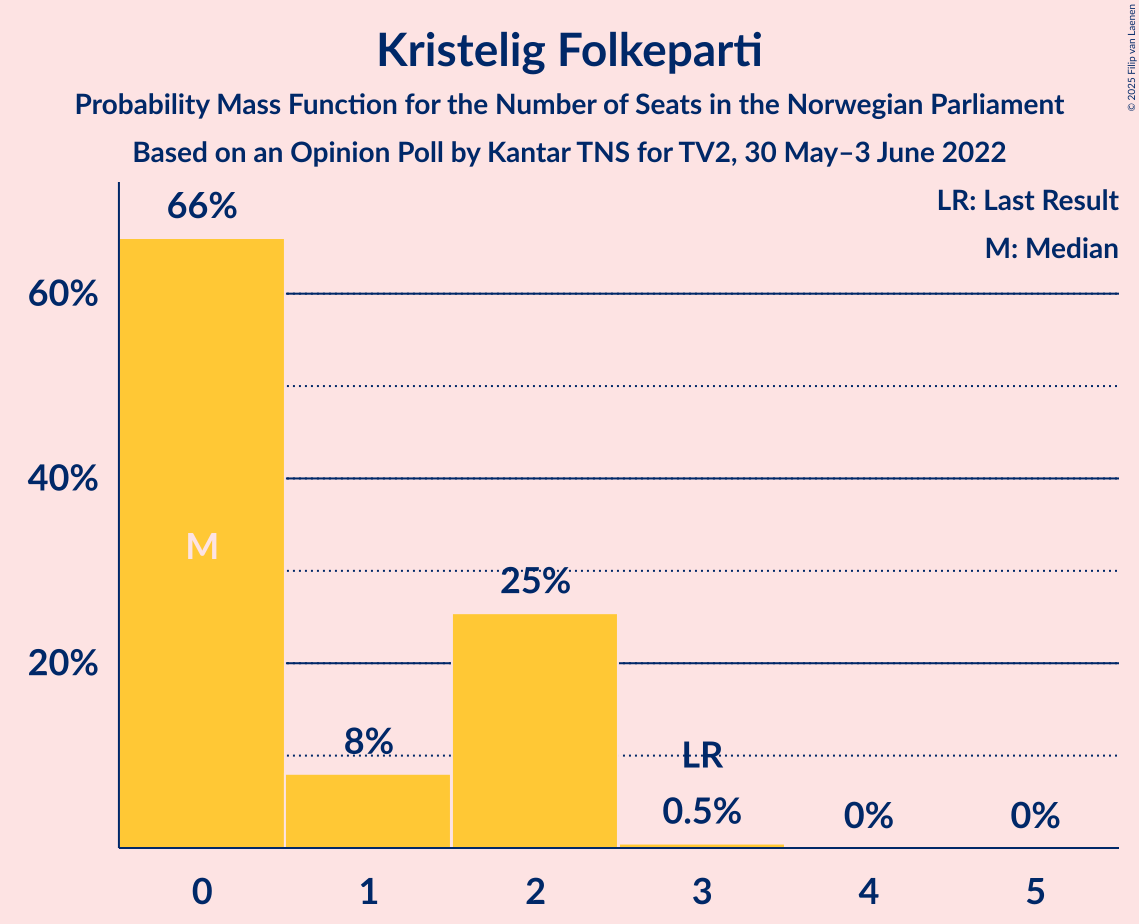 Kristelig Folkeparti
Probability Mass Function for the Number of Seats in the Norwegian Parliament
Based on an Opinion Poll by Kantar TNS for TV2, 30 May–3 June 2022
© 2025 Filip van Laenen
LR: Last Result
M: Median
66%
60%
40%
M
25%
20%
8%
LR
0.5%
0%
0%
0 1 2 3 4 5